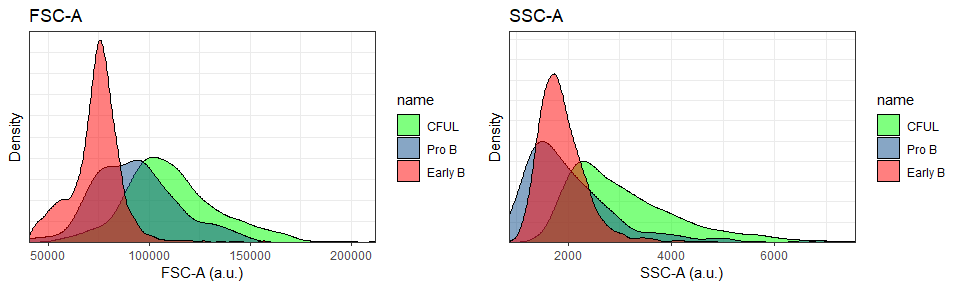 FSC-A
Density
50000 100000 150000 200000
FSC-A (a.u.)
name
CFUL
Pro B
Early B
SSC-A
Density
2000 4000 6000
SSC-A (a.u.)
name
CFUL
Pro B
Early B